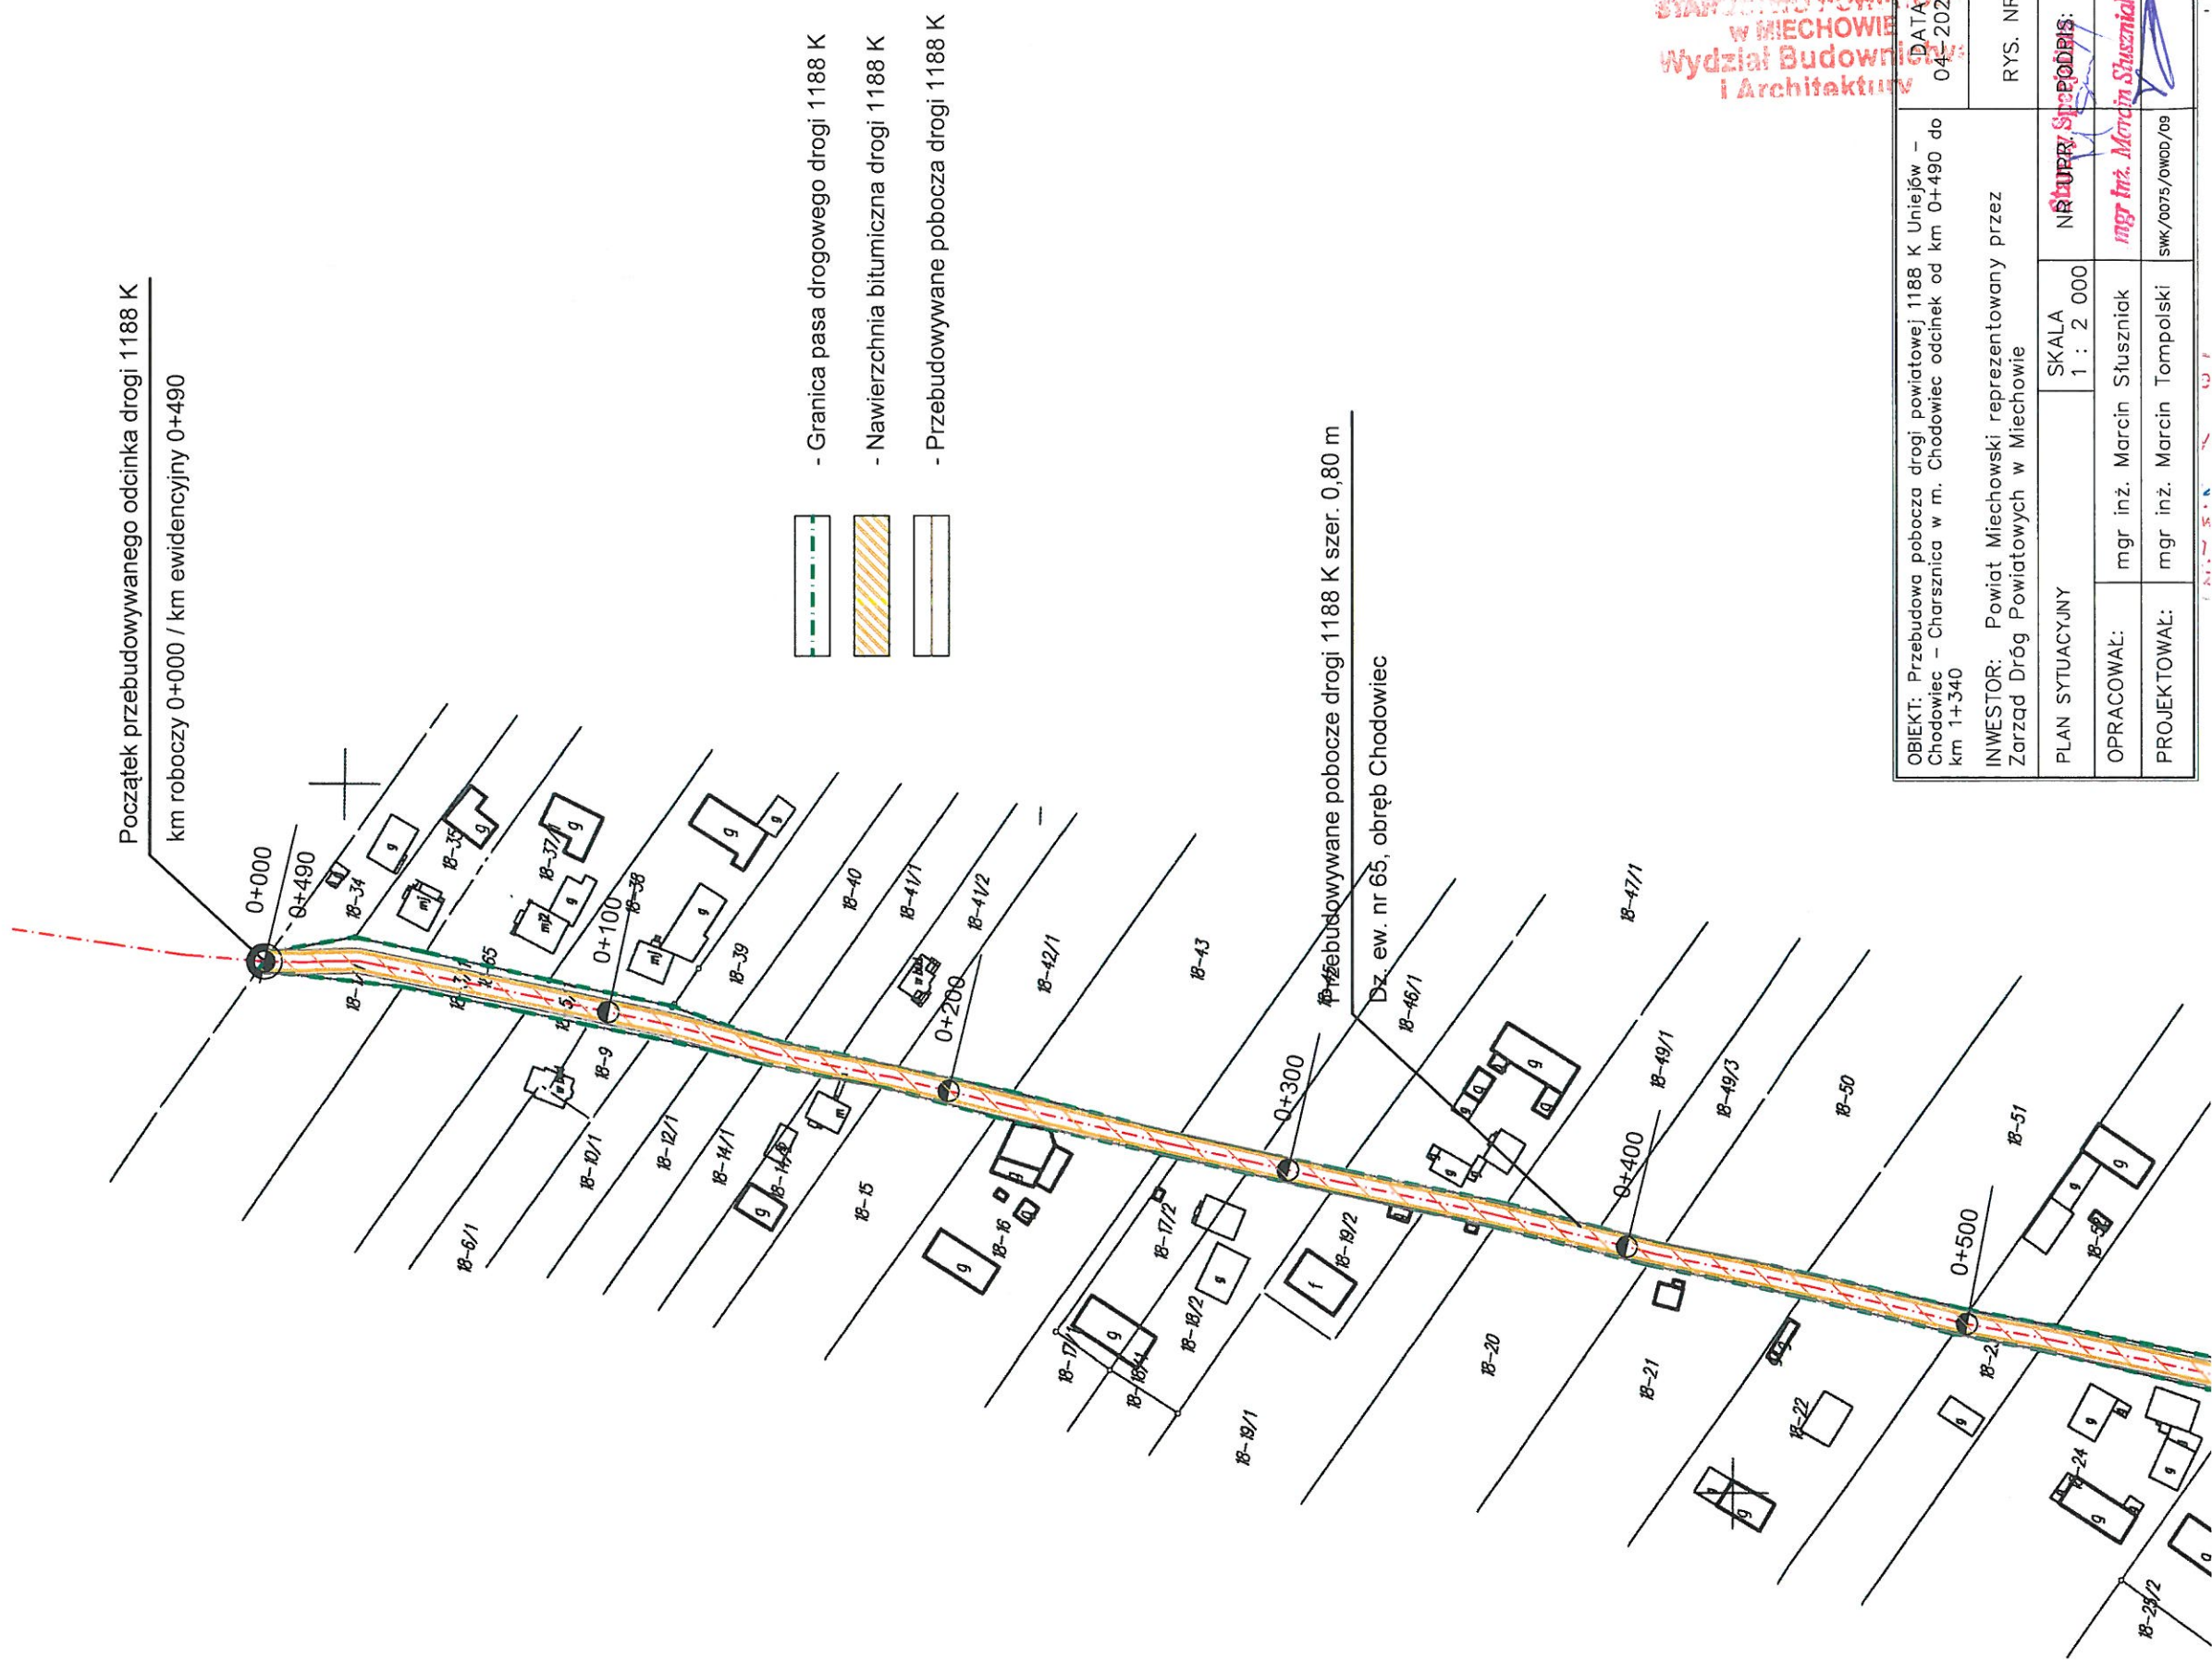 Początek przebudowywanego odcinka drogi 1188 K
km roboczy 0+000 / km ewidencyjny 0+490
0+000
0+490
18-34
g
mj
18-35
g
18-37/1
g
mj2
g
0+100
18-38
mj
g
g
g
18-39
18-40
18-41/1
18-41/2
0+200
18-42/1
18-43
0+300
18-46/1
18-47/1
0+400
18-49/1
18-49/3
18-50
18-51
0+500
g
g
65
18-9
18-6/1
18-10/1
18-12/1
18-14/1
m
g
18-15
g
18-16
18-17/2
g
18-18/2
g
18-19/2
f
18-19/1
18-20
18-21
18-22
g
g
18-24
g
g
g
18-25/2
- Granica pasa drogowego drogi 1188 K
- Nawierzchnia bitumiczna drogi 1188 K
- Przebudowywane pobocza drogi 1188 K
Przebudowywane pobocze drogi 1188 K szer. 0,80 m
Dz. ew. nr 65, obręb Chodowiec
w MIECHOWIE
Wydział Budownictwa
i Architektury
OBIEKT: Przebudowa pobocza drogi powiatowej 1188 K Uniejów –
Chodowiec – Charsznica w m. Chodowiec odcinek od km 0+490 do
km 1+340
DATA
INWESTOR: Powiat Miechowski reprezentowany przez
Zarząd Dróg Powiatowych w Miechowie
RYS. NR
PLAN SYTUACYJNY
SKALA
1 : 2 000
NR UPR.
PODPIS:
OPRACOWAŁ:
mgr inż. Marcin Słuszniak
mgr inż. Marcin Słuszniak
PROJEKTOWAŁ:
mgr inż. Marcin Tompolski
SWK/0075/OWOD/09